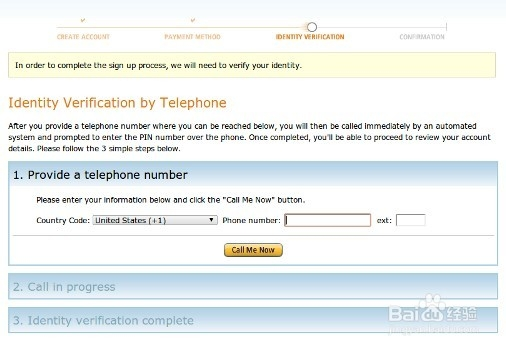 CREATE ACCOUNT PAYMENT METHOD IDENTITY VERIFICATION CONFIRMATION
In order to complete the sign up process, we will need to verify your identity.
Identity Verification by Telephone
After you provide a telephone number where you can be reached below, you will then be called immediately by an automated
system and prompted to enter the PIN number over the phone. Once completed, you'll be able to proceed to review your account
details. Please follow the 3 simple steps below.
1. Provide a telephone number
Please enter your information below and click the "Call Me Now" button.
Country Code: United States (+1) Phone number: ext:
Call Me Now
2. Call in progress
3. Identity verification complete
Baidu 经验